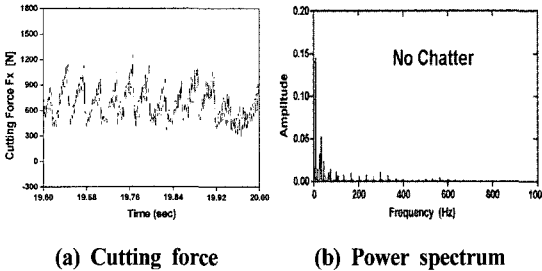 1800
1500
1200
900
600
300
0
-300
Cutting Force Fx [N]
19.50 19.58 19.76 19.84 19.92 20.00
Time (sec)
0.20
0.15
0.10
0.05
0.00
Amplitude
No Chatter
0 200 400 600 800 100
Frequency (Hz)
(a) Cutting force
(b) Power spectrum